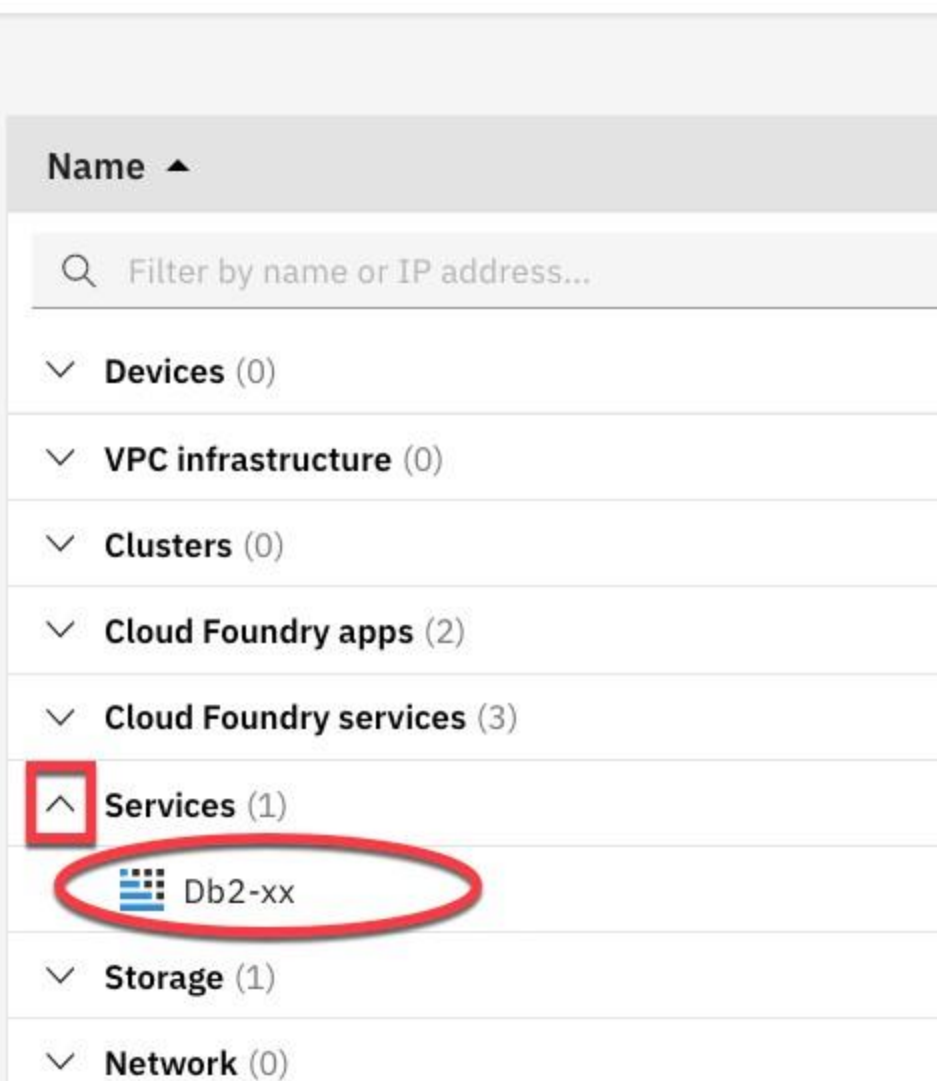 Name
Filter by name or IP address...
Devices (0)
VPC infrastructure (0)
Clusters (0)
Cloud Foundry apps (2)
Cloud Foundry services (3)
Services (1)
Db2-xx
Storage (1)
Network (0)